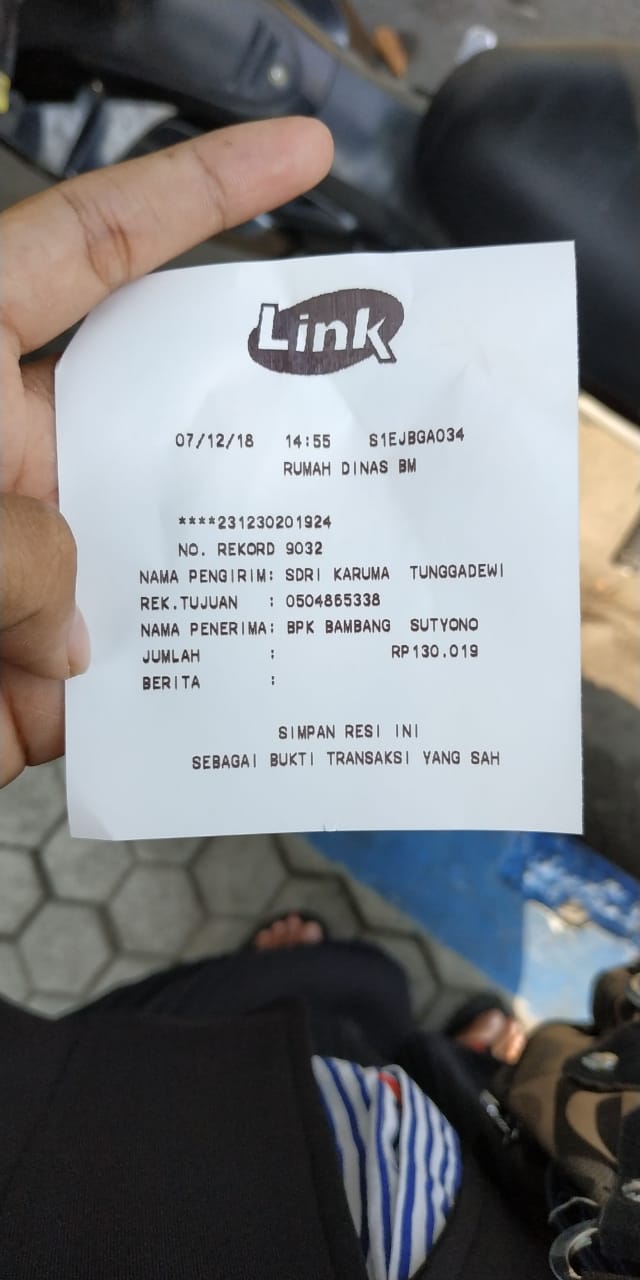 Link
07/12/18 14:55 S1EJBGA034
RUMAH DINAS BM
****231230201924
NO. REKORD 9032
NAMA PENGIRIM: SDRI KARUMA TUNGGADEWI
REK.TUJUAN : 0504865338
NAMA PENERIMA: BPK BAMBANG SUTYONO
JUMLAH : RP130.019
BERITA :
SIMPAN RESI INI
SEBAGAI BUKTI TRANSAKSI YANG SAH